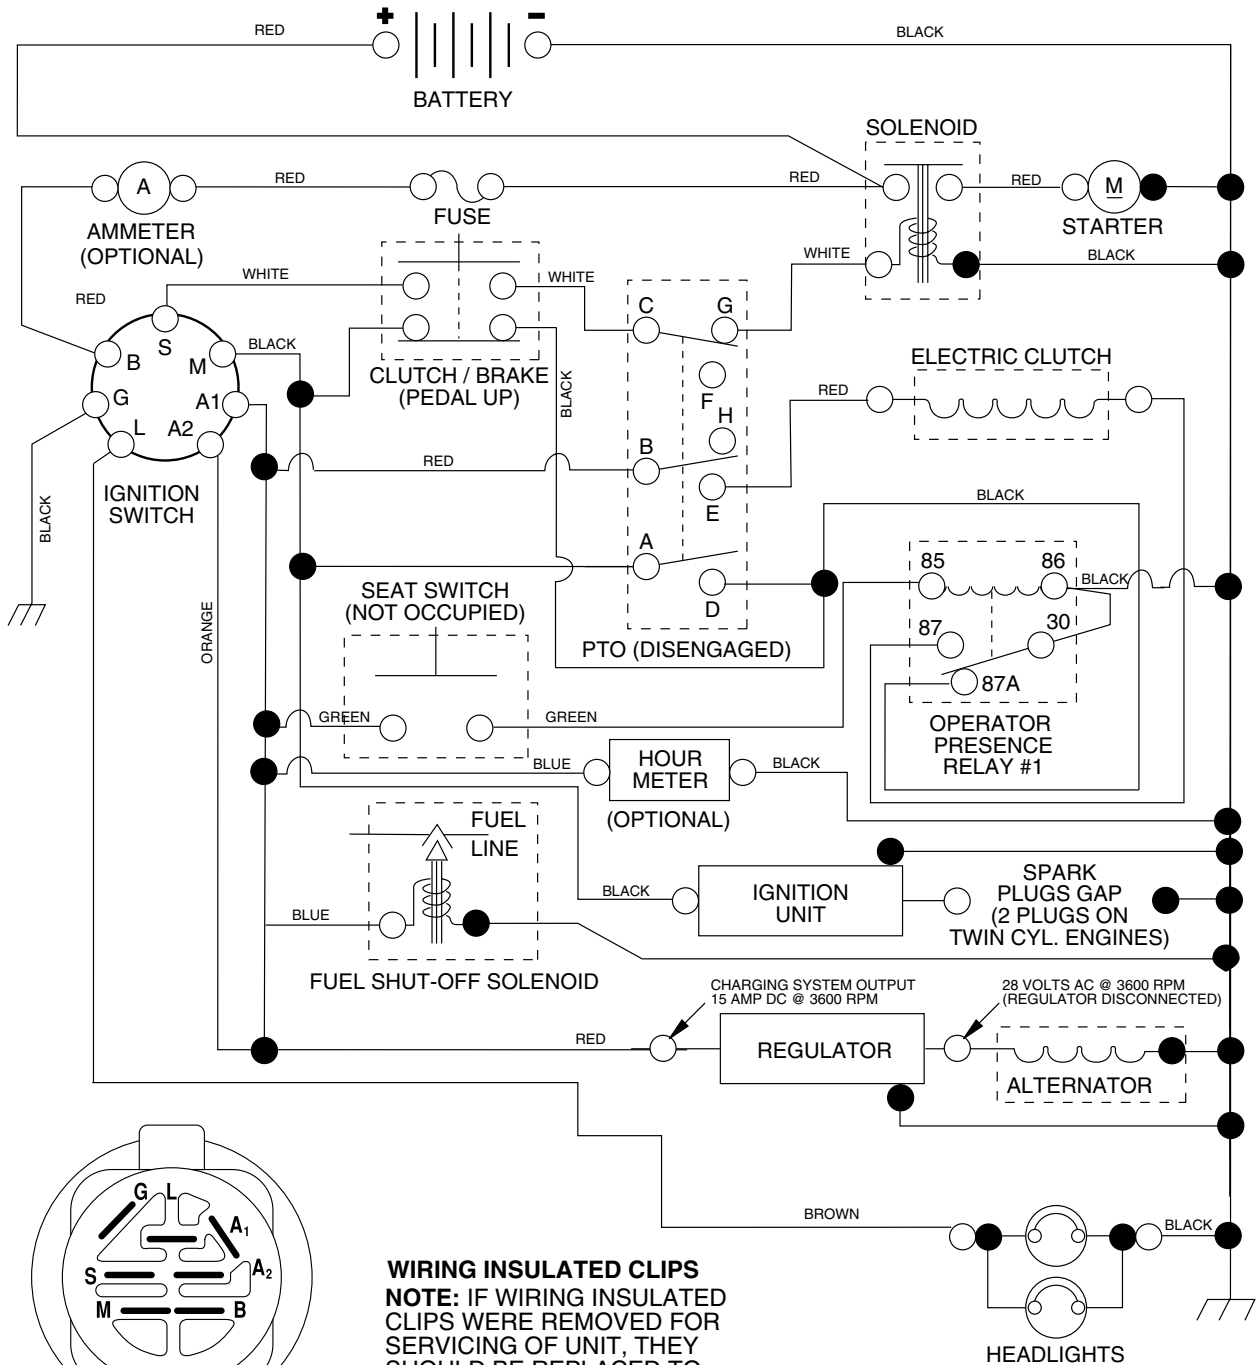 + −
RED
BLACK
BATTERY
SOLENOID
A
RED
RED
RED
M
FUSE
AMMETER
(OPTIONAL)
STARTER
WHITE
WHITE
WHITE
BLACK
RED
S
B
M
G
A1
L
A2
BLACK
C
G
F
H
B
E
A
D
CLUTCH / BRAKE
(PEDAL UP)
BLACK
ELECTRIC CLUTCH
RED
RED
IGNITION
SWITCH
BLACK
BLACK
ORANGE
SEAT SWITCH
(NOT OCCUPIED)
PTO (DISENGAGED)
85
86
BLACK
87
30
87A
OPERATOR
PRESENCE
RELAY #1
GREEN
GREEN
BLUE
HOUR
METER
BLACK
(OPTIONAL)
FUEL
LINE
BLUE
FUEL SHUT-OFF SOLENOID
BLACK
IGNITION
UNIT
SPARK
PLUGS GAP
(2 PLUGS ON
TWIN CYL. ENGINES)
CHARGING SYSTEM OUTPUT
15 AMP DC @ 3600 RPM
28 VOLTS AC @ 3600 RPM
(REGULATOR DISCONNECTED)
RED
REGULATOR
ALTERNATOR
BROWN
BLACK
HEADLIGHTS
G L
A₁
S
A₂
M
B
WIRING INSULATED CLIPS
NOTE: IF WIRING INSULATED
CLIPS WERE REMOVED FOR
SERVICING OF UNIT, THEY
SHOULD BE REPLACED TO